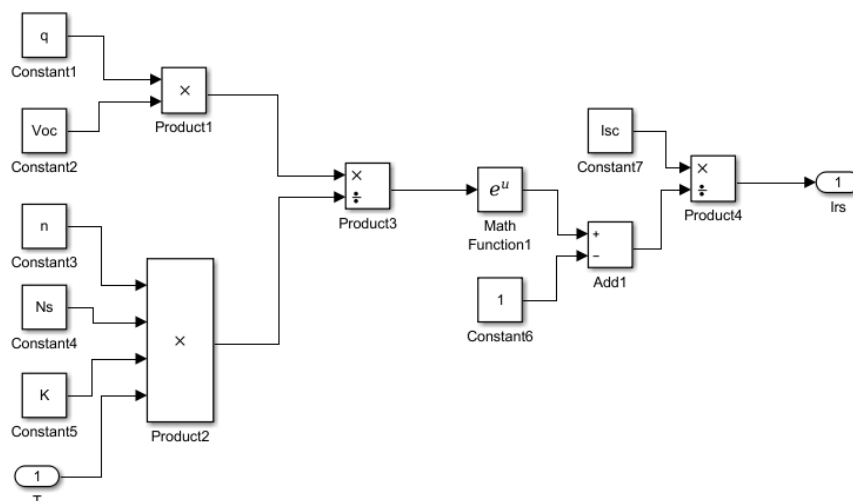 q
Constant1
×
Product1
Voc
Constant2
n
Constant3
Ns
Constant4
K
Constant5
1
T
×
Product2
×
÷
Product3
eᵘ
Math
Function1
1
Constant6
+
−
Add1
Isc
Constant7
×
÷
Product4
1
Irs